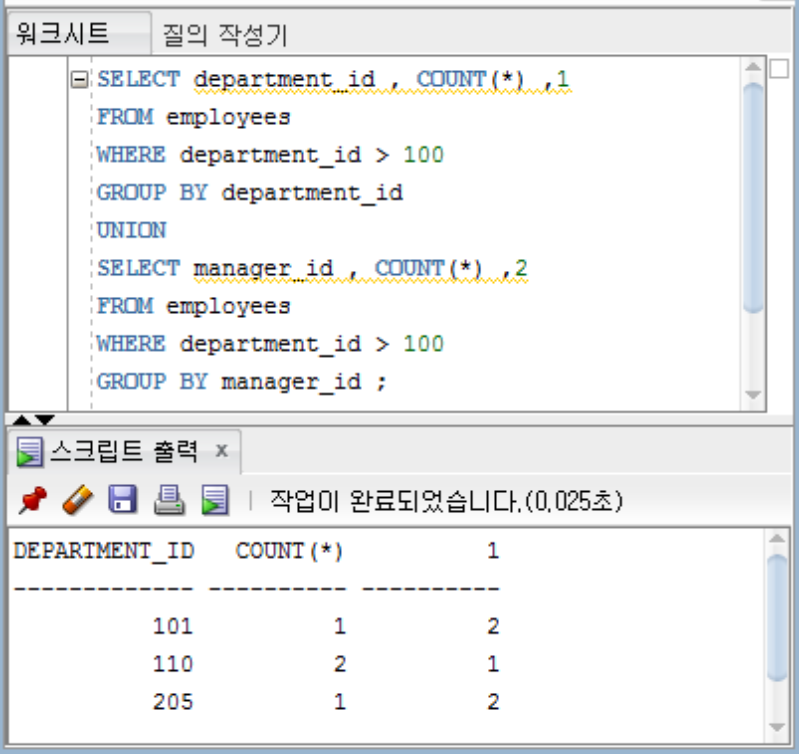 워크시트 질의 작성기
SELECT department_id , COUNT(*) ,1
FROM employees
WHERE department_id > 100
GROUP BY department_id
UNION
SELECT manager_id , COUNT(*) ,2
FROM employees
WHERE department_id > 100
GROUP BY manager_id ;
스크립트 출력 x
작업이 완료되었습니다.(0,025초)
DEPARTMENT_ID COUNT(*) 1
------------- ---------- ----------
101 1 2
110 2 1
205 1 2